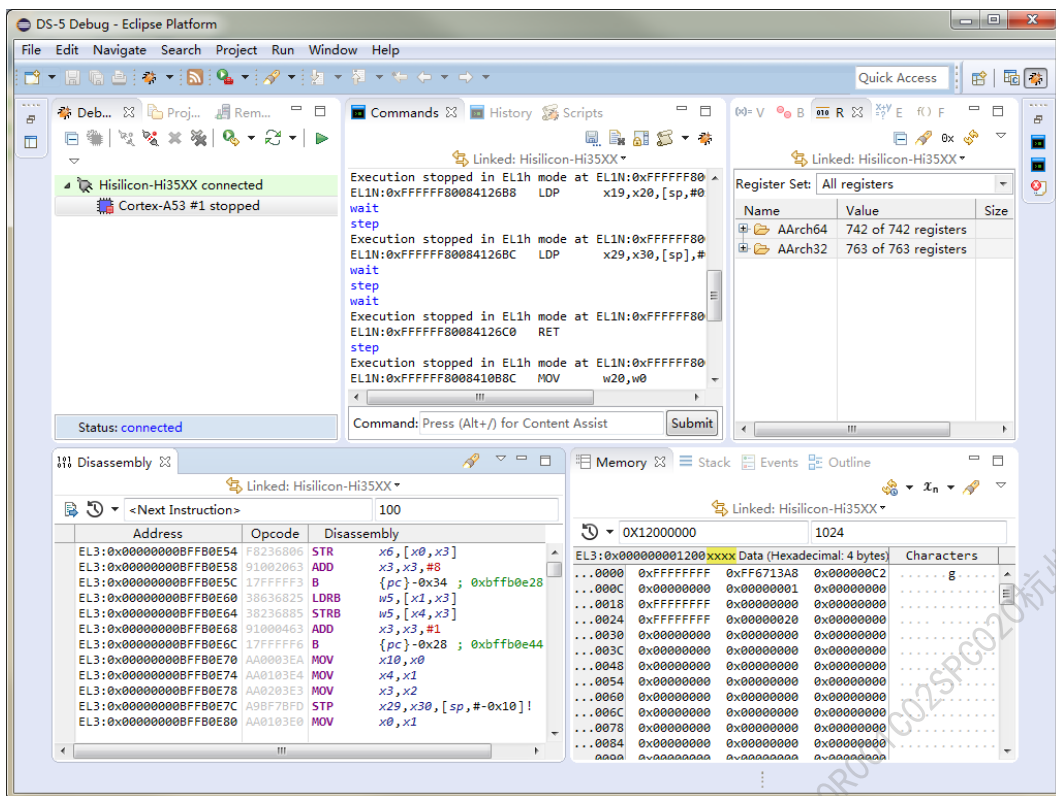 DS-5 Debug - Eclipse Platform
File Edit Navigate Search Project Run Window Help
Quick Access
Deb... Proj... Rem...
Hisilicon-Hi35XX connected
Cortex-A53 #1 stopped
Status: connected
Commands History Scripts
Linked: Hisilicon-Hi35XX
Execution stopped in EL1h mode at EL1N:0xFFFFFF80
EL1N:0xFFFFFF80084126B8 LDP x19,x20,[sp,#0
wait
step
Execution stopped in EL1h mode at EL1N:0xFFFFFF80
EL1N:0xFFFFFF80084126BC LDP x29,x30,[sp],#
wait
step
wait
Execution stopped in EL1h mode at EL1N:0xFFFFFF80
EL1N:0xFFFFFF80084126C0 RET
step
Execution stopped in EL1h mode at EL1N:0xFFFFFF80
EL1N:0xFFFFFF8008410B8C MOV w20,w0
Command: Press (Alt+/) for Content Assist Submit
(x)= V B R E f() F
0x
Linked: Hisilicon-Hi35XX
Register Set: All registers
Name Value Size
AArch64 742 of 742 registers
AArch32 763 of 763 registers
Disassembly
Linked: Hisilicon-Hi35XX
<Next Instruction> 100
Address Opcode Disassembly
EL3:0x00000000BFFB0E54 F8236806 STR x6,[x0,x3]
EL3:0x00000000BFFB0E58 91002063 ADD x3,x3,#8
EL3:0x00000000BFFB0E5C 17FFFFF3 B {pc}-0x34 ; 0xbffb0e28
EL3:0x00000000BFFB0E60 38636825 LDRB w5,[x1,x3]
EL3:0x00000000BFFB0E64 38236885 STRB w5,[x4,x3]
EL3:0x00000000BFFB0E68 91000463 ADD x3,x3,#1
EL3:0x00000000BFFB0E6C 17FFFFF6 B {pc}-0x28 ; 0xbffb0e44
EL3:0x00000000BFFB0E70 AA0003EA MOV x10,x0
EL3:0x00000000BFFB0E74 AA0103E4 MOV x4,x1
EL3:0x00000000BFFB0E78 AA0203E3 MOV x3,x2
EL3:0x00000000BFFB0E7C A9BF7BFD STP x29,x30,[sp,#-0x10]!
EL3:0x00000000BFFB0E80 AA0103E0 MOV x0,x1
Memory Stack Events Outline
Linked: Hisilicon-Hi35XX
0X12000000 1024
EL3:0x000000001200xxxx Data (Hexadecimal: 4 bytes) Characters
...0000 0xFFFFFFFF 0xFF6713A8 0x000000C2 ......g.....
...000C 0x00000000 0x00000001 0x00000000 ............
...0018 0xFFFFFFFF 0x00000000 0x00000000 ............
...0024 0xFFFFFFFF 0x00000020 0x00000000 ............
...0030 0x00000000 0x00000000 0x00000000 ............
...003C 0x00000000 0x00000000 0x00000000 ............
...0048 0x00000000 0x00000000 0x00000000 ............
...0054 0x00000000 0x00000000 0x00000000 ............
...0060 0x00000000 0x00000000 0x00000000 ............
...006C 0x00000000 0x00000000 0x00000000 ............
...0078 0x00000000 0x00000000 0x00000000 ............
...0084 0x00000000 0x00000000 0x00000000 ............
...0090 0x00000000 0x00000000 0x00000000